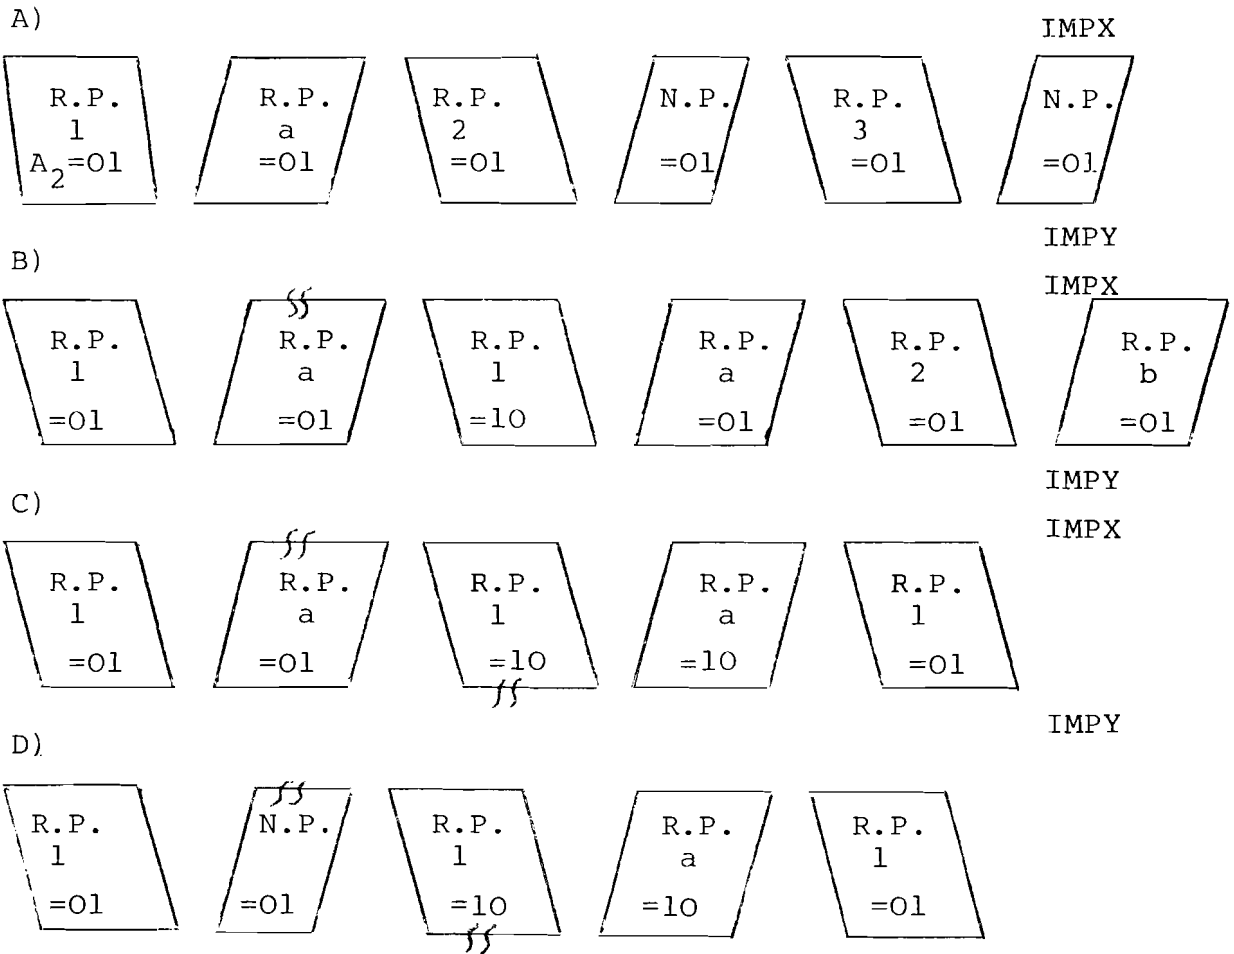 A)
IMPX
R.P. R.P. R.P. N.P. R.P. N.P.
1 a 2 3
A2=01 =01 =01 =01 =01 =01
IMPY
B)
IMPX
R.P. R.P. R.P. R.P. R.P. R.P.
1 a 1 a 2 b
=01 =01 =10 =01 =01 =01
IMPY
C)
IMPX
R.P. R.P. R.P. R.P. R.P.
1 a 1 a 1
=01 =01 =10 =10 =01
IMPY
D)
R.P. N.P. R.P. R.P. R.P.
1 1 a 1
=01 =01 =10 =10 =01